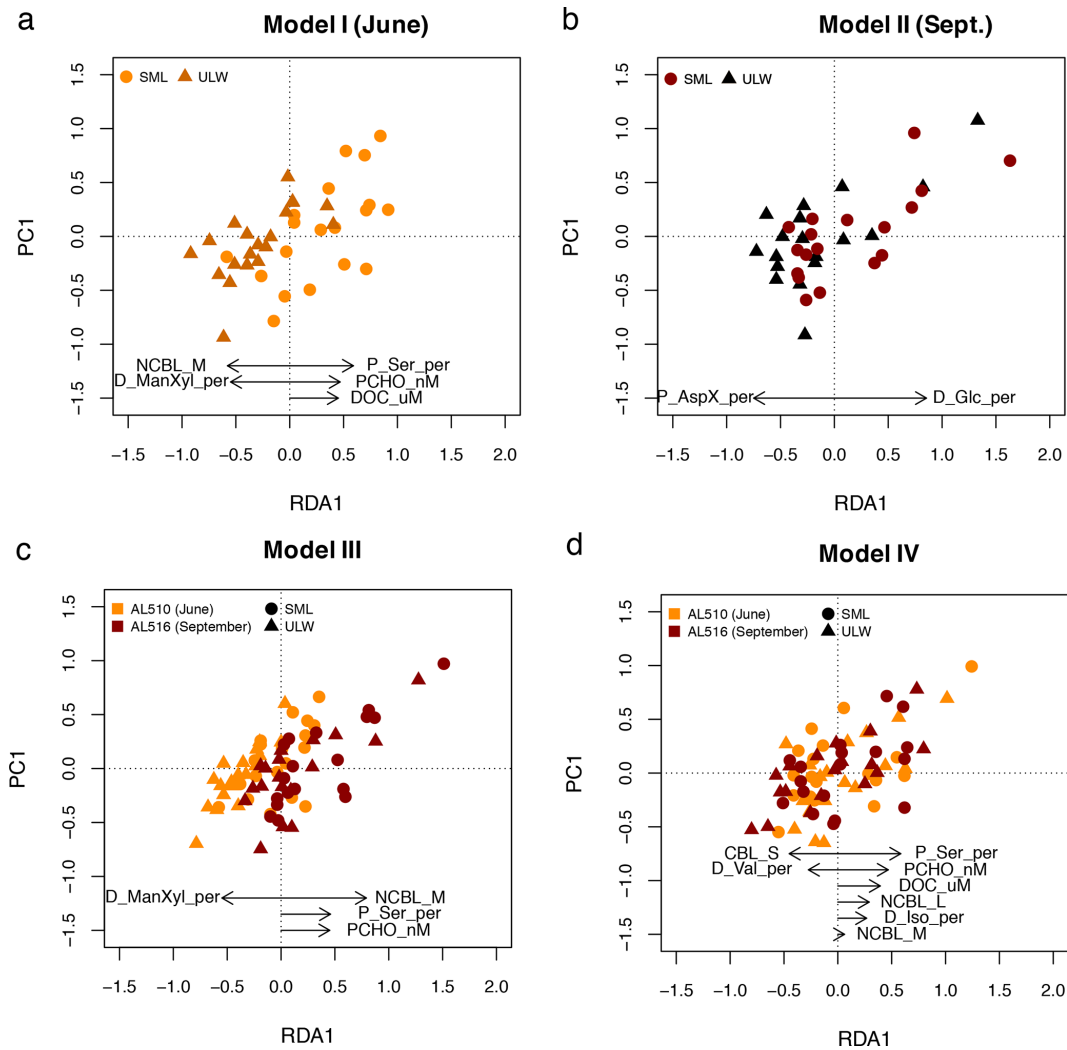 a
Model I (June)
SML ULW
PC1
1.5
1.0
0.5
0.0
−0.5
−1.0
−1.5
NCBL_M P_Ser_per
D_ManXyl_per PCHO_nM
DOC_uM
−1.5 −1.0 −0.5 0.0 0.5 1.0 1.5 2.0
RDA1
b
Model II (Sept.)
SML ULW
PC1
1.5
1.0
0.5
0.0
−0.5
−1.0
−1.5
P_AspX_per D_Glc_per
−1.5 −1.0 −0.5 0.0 0.5 1.0 1.5 2.0
RDA1
c
Model III
AL510 (June) SML
AL516 (September) ULW
PC1
1.5
1.0
0.5
0.0
−0.5
−1.0
−1.5
D_ManXyl_per NCBL_M
P_Ser_per
PCHO_nM
−1.5 −1.0 −0.5 0.0 0.5 1.0 1.5 2.0
RDA1
d
Model IV
AL510 (June) SML
AL516 (September) ULW
PC1
1.5
1.0
0.5
0.0
−0.5
−1.0
−1.5
CBL_S P_Ser_per
D_Val_per PCHO_nM
DOC_uM
NCBL_L
D_Iso_per
NCBL_M
−1.5 −1.0 −0.5 0.0 0.5 1.0 1.5 2.0
RDA1